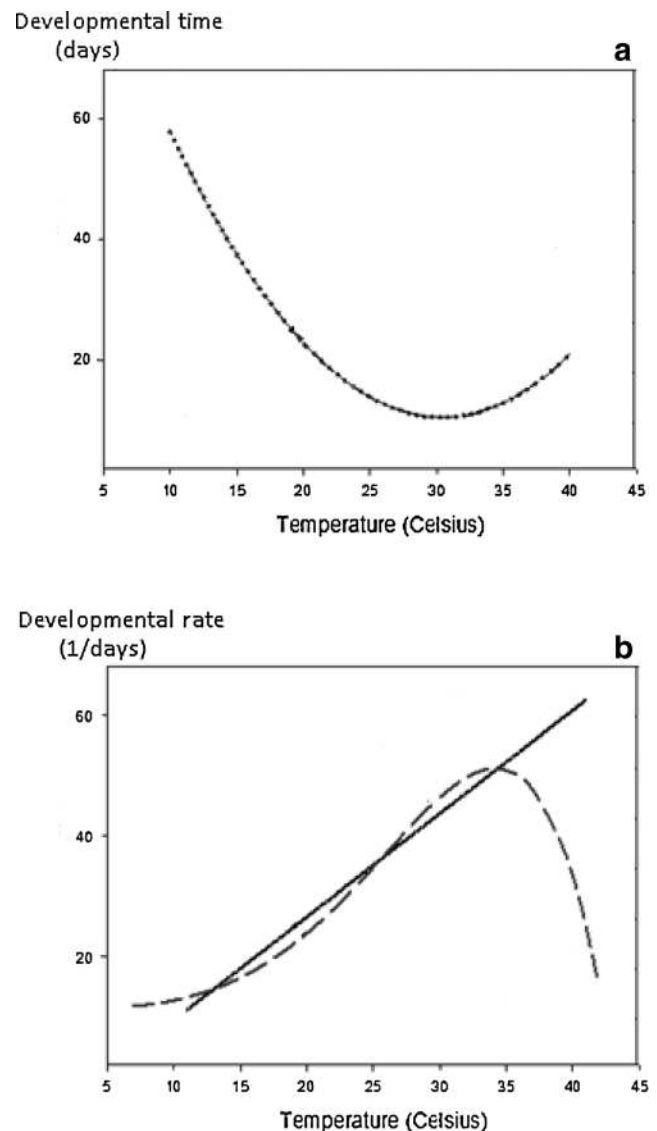 Developmental time
(days)
a
60
40
20
5 10 15 20 25 30 35 40 45
Temperature (Celsius)
Developmental rate
(1/days)
b
60
40
20
5 10 15 20 25 30 35 40 45
Temperature (Celsius)